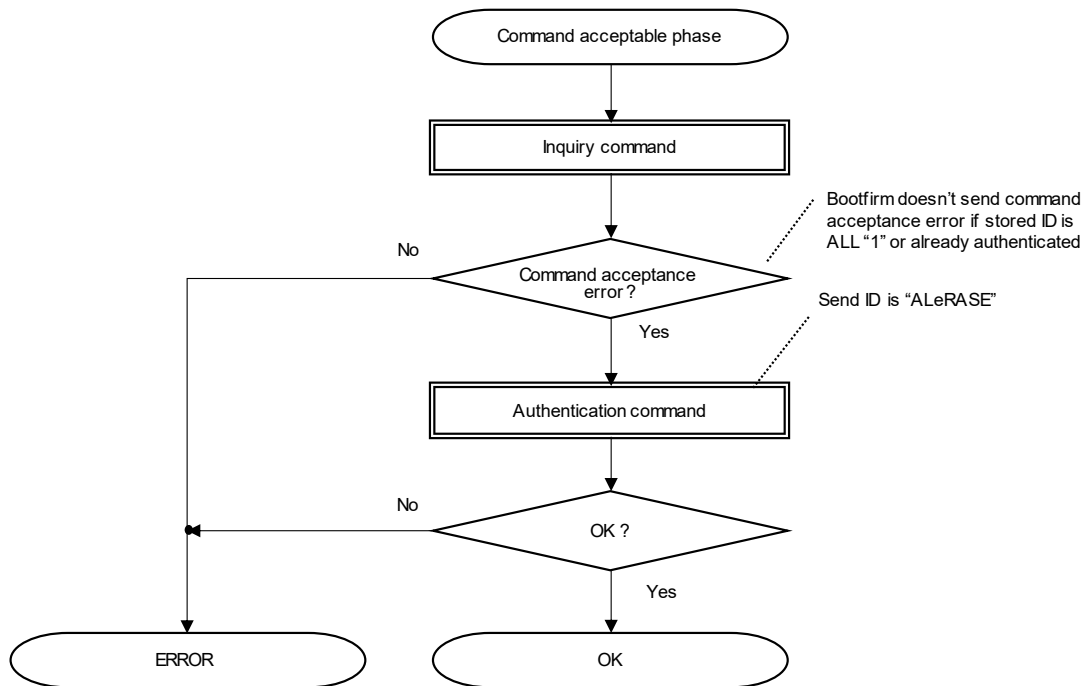 Command acceptable phase
Inquiry command
Bootfirm doesn't send command
acceptance error if stored ID is
ALL “1” or already authenticated
No
Command acceptance
error ?
Send ID is “ALeRASE”
Yes
Authentication command
No
OK ?
Yes
ERROR
OK